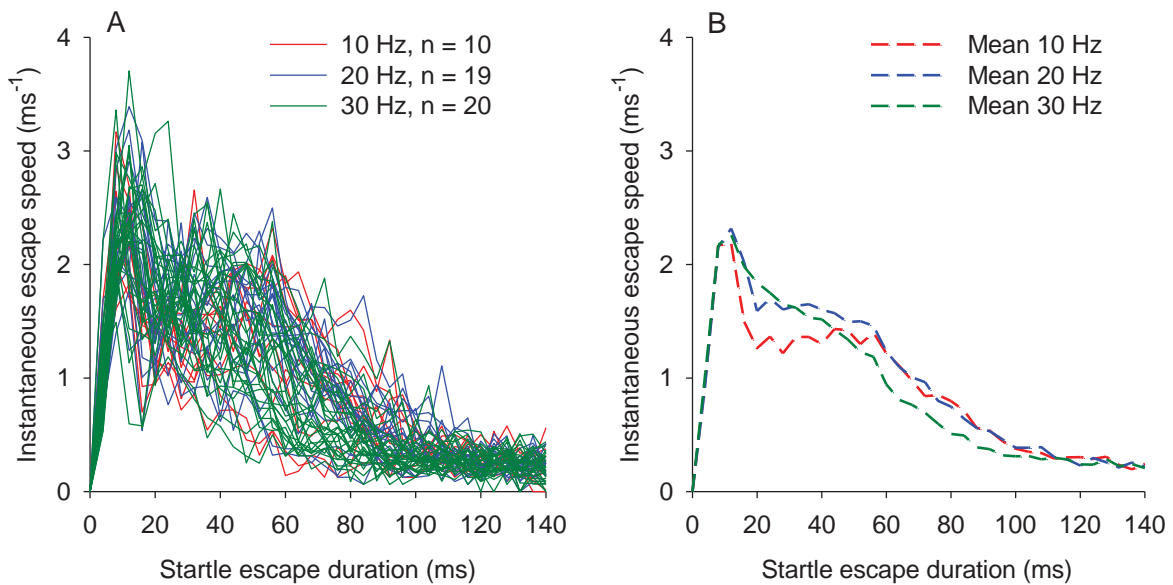 A
4
3
2
1
0
Instantaneous escape speed (ms⁻¹)
10 Hz, n = 10
20 Hz, n = 19
30 Hz, n = 20
0 20 40 60 80 100 120 140
Startle escape duration (ms)
B
4
3
2
1
0
Instantaneous escape speed (ms⁻¹)
Mean 10 Hz
Mean 20 Hz
Mean 30 Hz
0 20 40 60 80 100 120 140
Startle escape duration (ms)